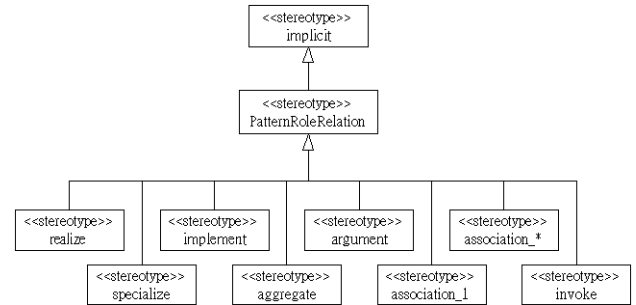 <<stereotype>>
implicit
<<stereotype>>
PatternRoleRelation
<<stereotype>>
realize
<<stereotype>>
implement
<<stereotype>>
argument
<<stereotype>>
association_*
<<stereotype>>
specialize
<<stereotype>>
aggregate
<<stereotype>>
association_1
<<stereotype>>
invoke